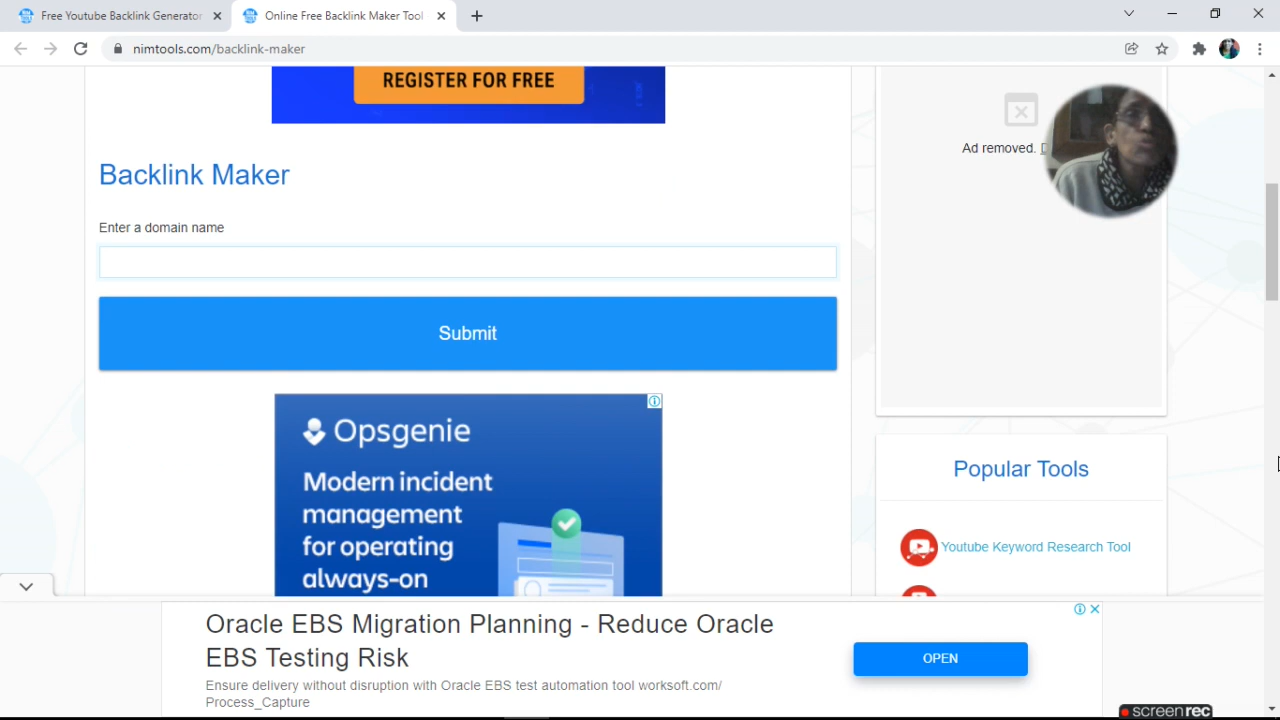 Free Youtube Backlink Generator
Online Free Backlink Maker Tool
nimtools.com/backlink-maker
REGISTER FOR FREE
Ad removed.
Backlink Maker
Enter a domain name
Submit
Opsgenie
Modern incident
management
for operating
always-on
Popular Tools
Youtube Keyword Research Tool
Oracle EBS Migration Planning - Reduce Oracle
EBS Testing Risk
Ensure delivery without disruption with Oracle EBS test automation tool worksoft.com/
Process_Capture
OPEN
screenrec